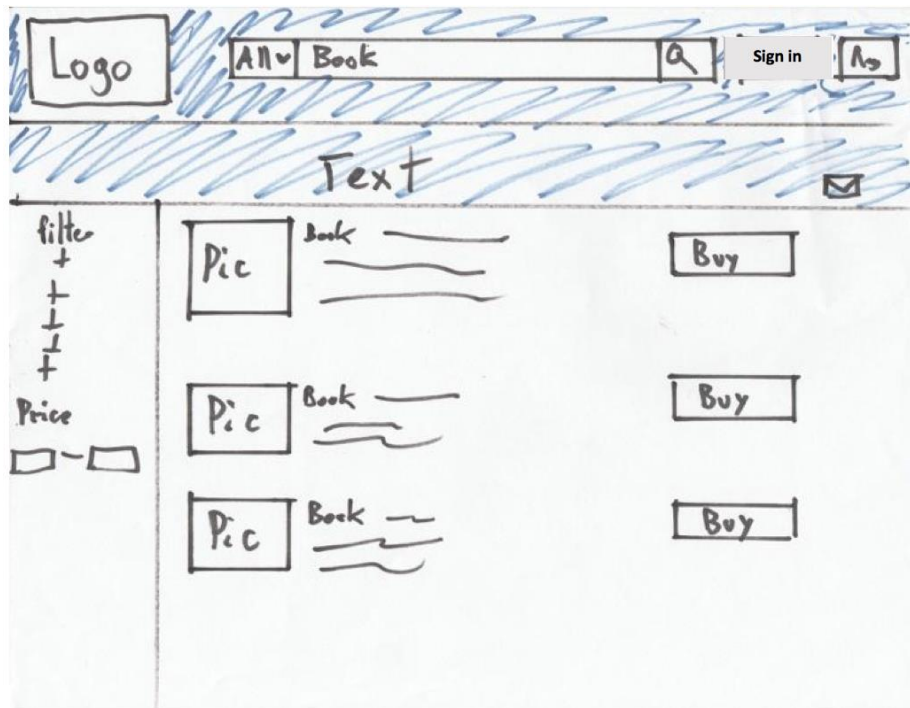 Logo
All Book
Sign in
Text
filter
Price
Pic
Book
Buy
Pic
Book
Buy
Pic
Book
Buy